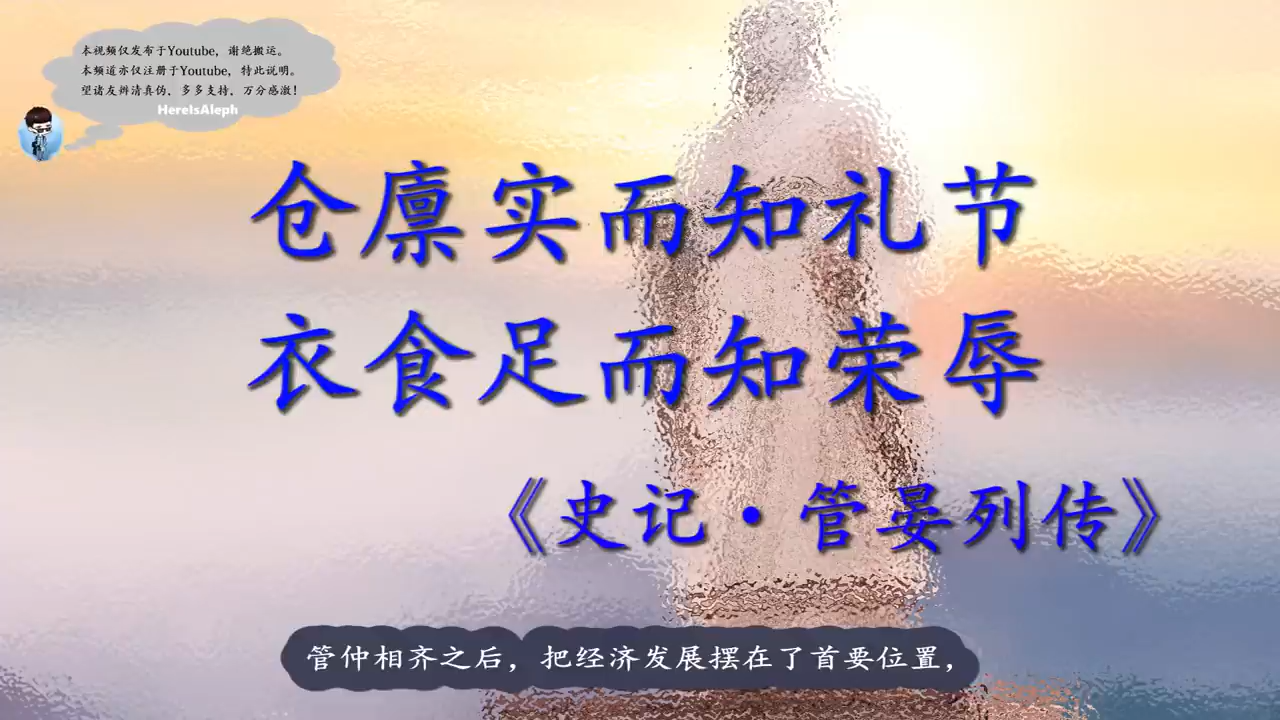 本视频仅发布于Youtube，谢绝搬运。
本频道亦仅注册于Youtube，特此说明。
望诸友辨清真伪，多多支持，万分感激！
HereIsAleph
仓廪实而知礼节
衣食足而知荣辱
《史记·管晏列传》
管仲相齐之后，把经济发展摆在了首要位置，